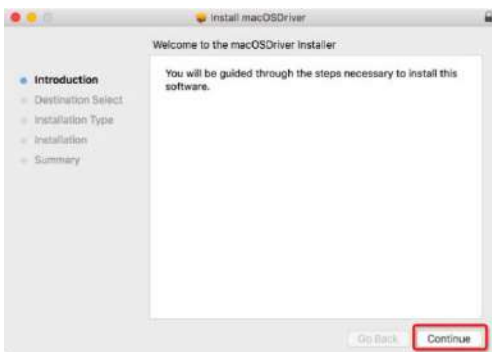 Install macOSDriver
Welcome to the macOSDriver Installer
Introduction
Destination Select
Installation Type
Installation
Summary
You will be guided through the steps necessary to install this
software.
Go Back
Continue